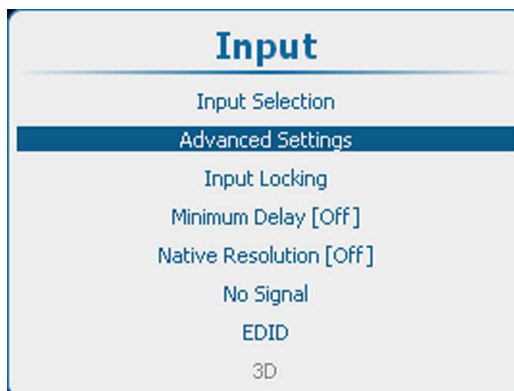 Input
Input Selection
Advanced Settings
Input Locking
Minimum Delay [Off]
Native Resolution [Off]
No Signal
EDID
3D